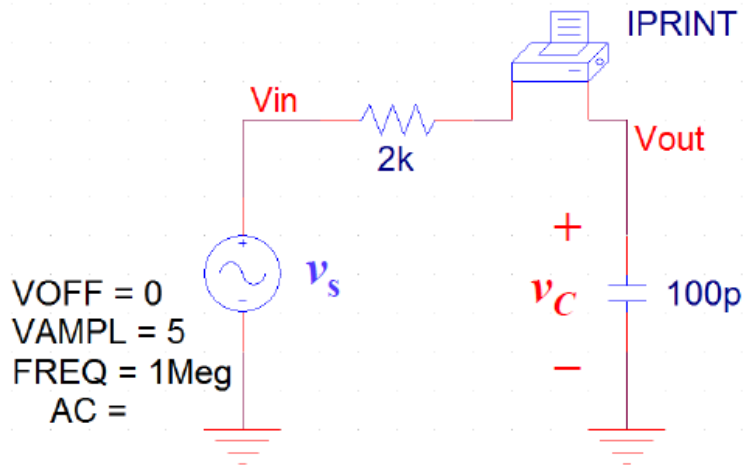 IPRINT
Vin
2k
Vout
+
vs
vC
100p
−
VOFF = 0
VAMPL = 5
FREQ = 1Meg
AC =